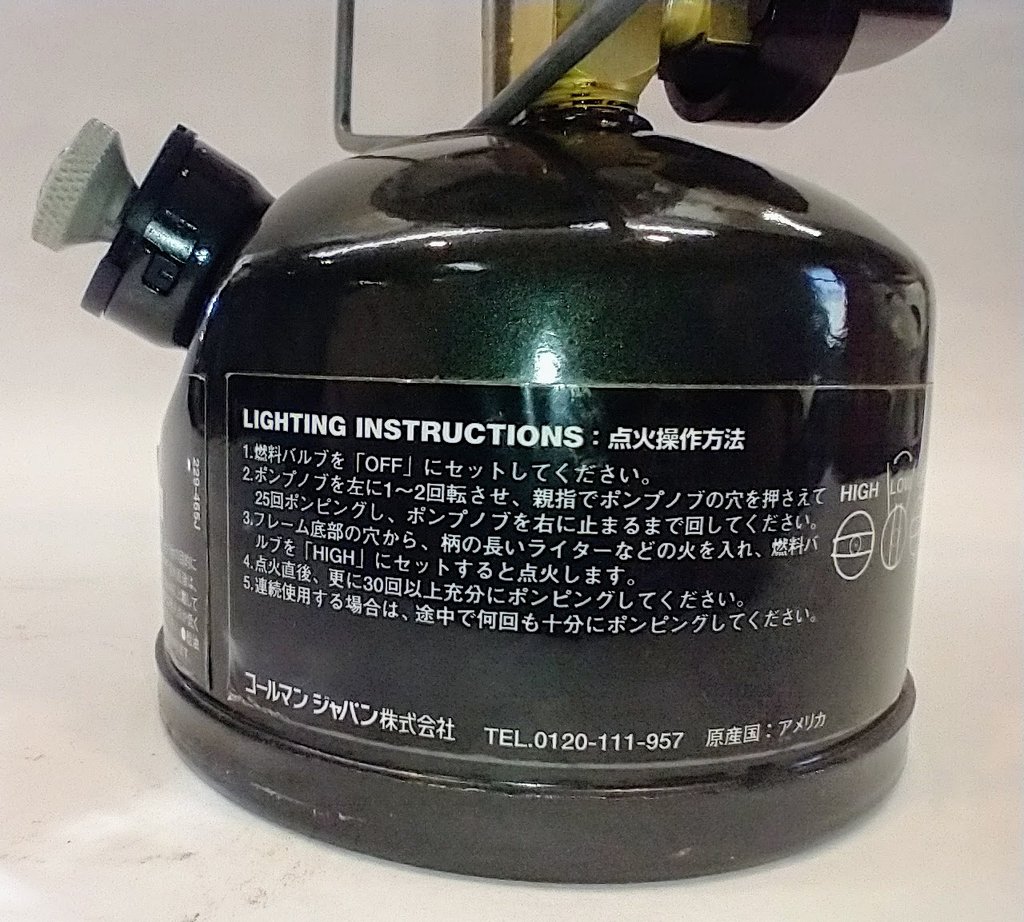 LIGHTING INSTRUCTIONS：点火操作方法
1.燃料バルブを「OFF」にセットしてください。
2.ポンプノブを左に1〜2回転させ、親指でポンプノブの穴を押さえて
25回ポンピングし、ポンプノブを右に止まるまで回してください。
3.フレーム底部の穴から、柄の長いライターなどの火を入れ、燃料バ
ルブを「HIGH」にセットすると点火します。
4.点火直後、更に30回以上充分にポンピングしてください。
5.連続使用する場合は、途中で何回も十分にポンピングしてください。
HIGH LOW
コールマン ジャパン株式会社 TEL.0120-111-957 原産国：アメリカ
229-465J